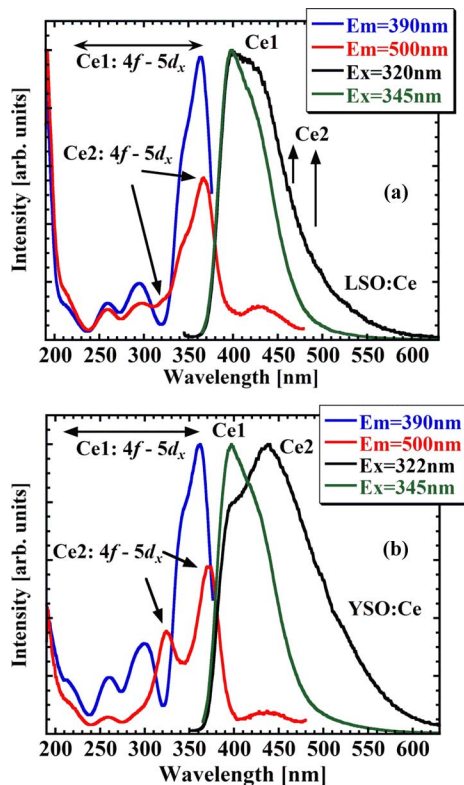 Em=390nm
Em=500nm
Ex=320nm
Ex=345nm
Ce1
Ce1: 4f - 5dx
Ce2: 4f - 5dx
Ce2
(a)
LSO:Ce
Intensity [arb. units]
200 250 300 350 400 450 500 550 600
Wavelength [nm]
Em=390nm
Em=500nm
Ex=322nm
Ex=345nm
Ce1
Ce1: 4f - 5dx
Ce2
Ce2: 4f - 5dx
(b)
YSO:Ce
Intensity [arb. units]
200 250 300 350 400 450 500 550 600
Wavelength [nm]